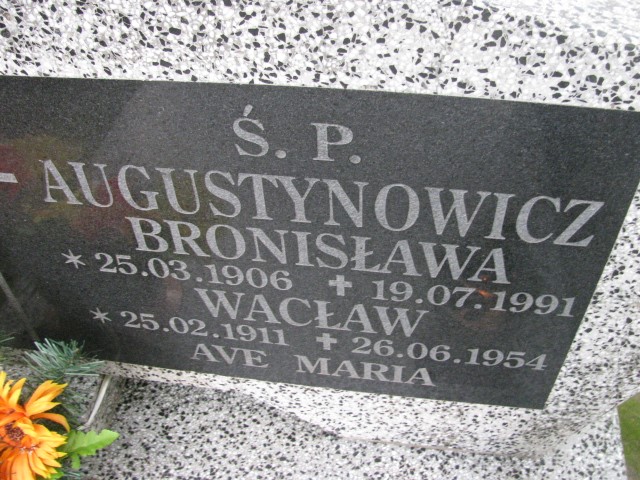 Ś. P.
AUGUSTYNOWICZ
BRONISŁAWA
* 25.03.1906 ✝ 19.07.1991
WACŁAW
* 25.02.1911 ✝ 26.06.1954
AVE MARIA